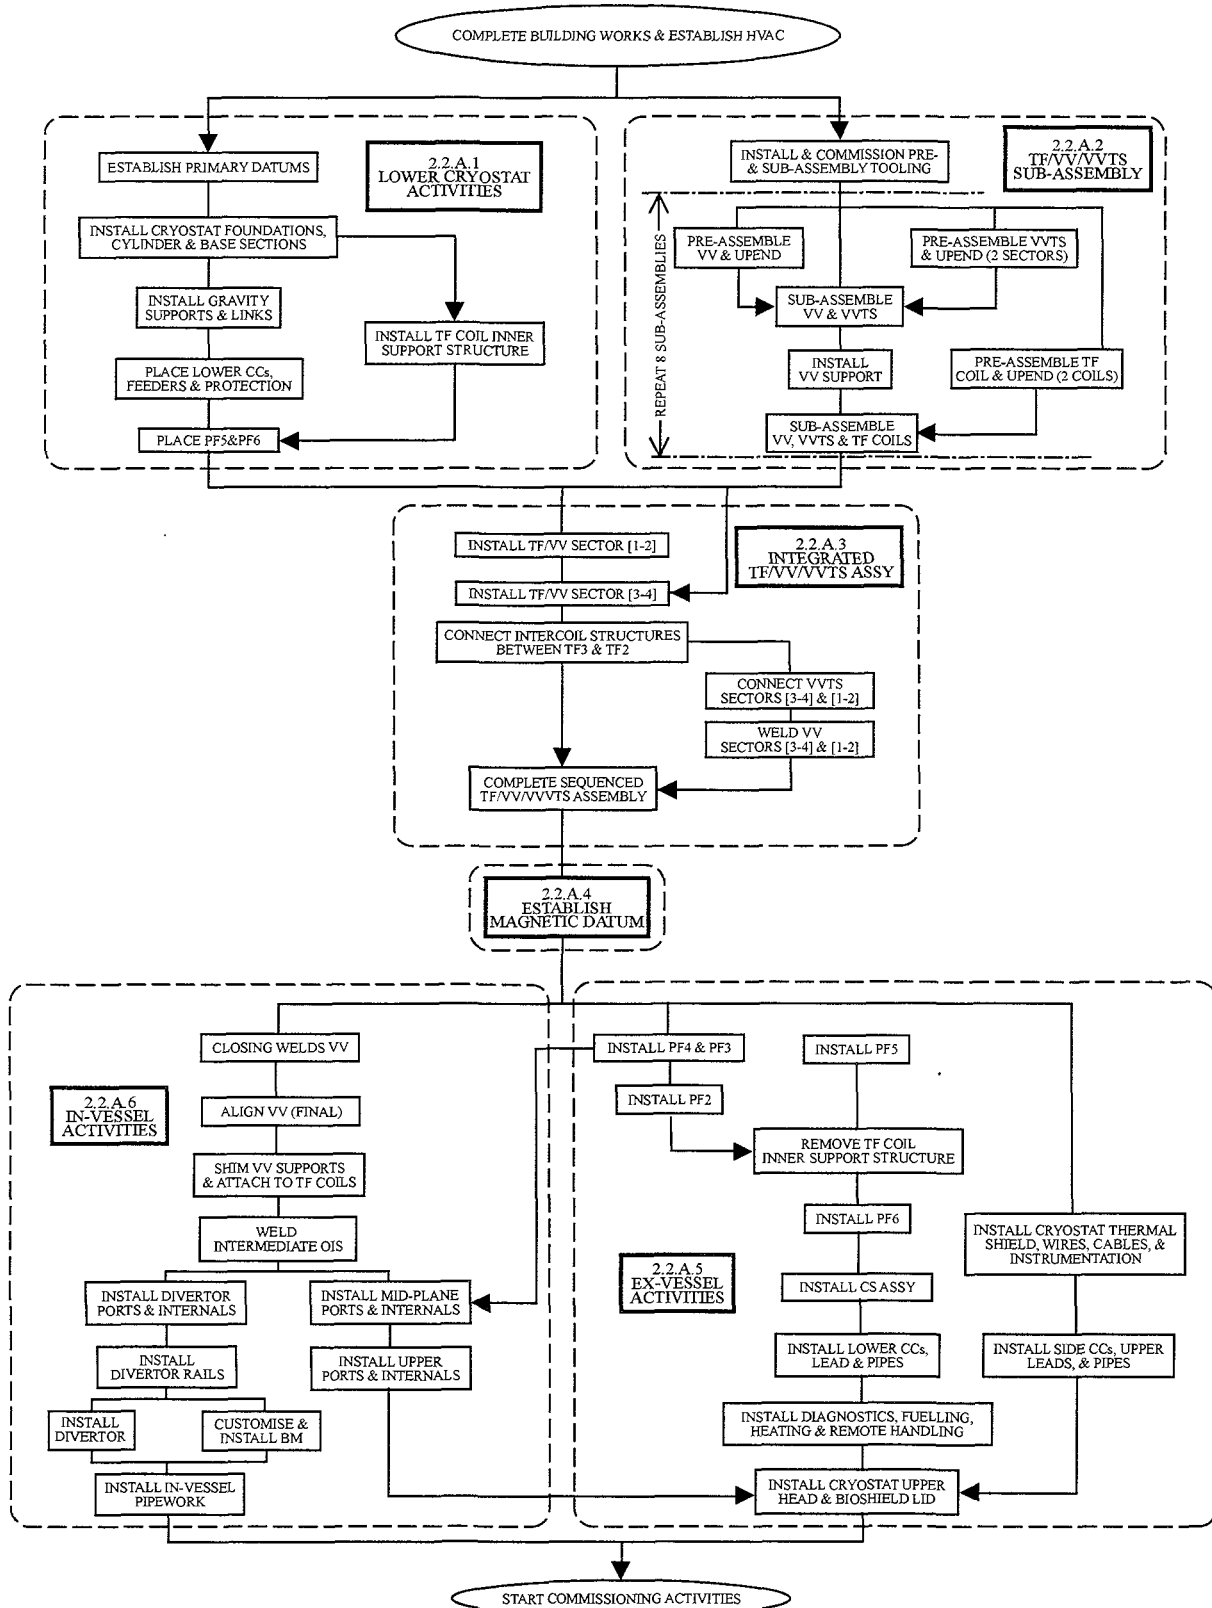 COMPLETE BUILDING WORKS & ESTABLISH HVAC
ESTABLISH PRIMARY DATUMS
2.2.A.1
LOWER CRYOSTAT
ACTIVITIES
INSTALL CRYOSTAT FOUNDATIONS,
CYLINDER & BASE SECTIONS
INSTALL GRAVITY
SUPPORTS & LINKS
INSTALL TF COIL INNER
SUPPORT STRUCTURE
PLACE LOWER CCs,
FEEDERS & PROTECTION
PLACE PF5&PF6
INSTALL & COMMISSION PRE-
& SUB-ASSEMBLY TOOLING
2.2.A.2
TF/VV/VVTS
SUB-ASSEMBLY
REPEAT 8 SUB-ASSEMBLIES
PRE-ASSEMBLE
VV & UPEND
PRE-ASSEMBLE VVTS
& UPEND (2 SECTORS)
SUB-ASSEMBLE
VV & VVTS
INSTALL
VV SUPPORT
PRE-ASSEMBLE TF
COIL & UPEND (2 COILS)
SUB-ASSEMBLE
VV, VVTS & TF COILS
INSTALL TF/VV SECTOR [1-2]
2.2.A.3
INTEGRATED
TF/VV/VVTS ASSY
INSTALL TF/VV SECTOR [3-4]
CONNECT INTERCOIL STRUCTURES
BETWEEN TF3 & TF2
CONNECT VVTS
SECTORS [3-4] & [1-2]
WELD VV
SECTORS [3-4] & [1-2]
COMPLETE SEQUENCED
TF/VV/VVVTS ASSEMBLY
2.2.A.4
ESTABLISH
MAGNETIC DATUM
CLOSING WELDS VV
2.2.A.6
IN-VESSEL
ACTIVITIES
ALIGN VV (FINAL)
SHIM VV SUPPORTS
& ATTACH TO TF COILS
WELD
INTERMEDIATE OIS
INSTALL DIVERTOR
PORTS & INTERNALS
INSTALL MID-PLANE
PORTS & INTERNALS
INSTALL
DIVERTOR RAILS
INSTALL UPPER
PORTS & INTERNALS
INSTALL
DIVERTOR
CUSTOMISE &
INSTALL BM
INSTALL IN-VESSEL
PIPEWORK
INSTALL PF4 & PF3
INSTALL PF5
INSTALL PF2
REMOVE TF COIL
INNER SUPPORT STRUCTURE
INSTALL PF6
INSTALL CRYOSTAT THERMAL
SHIELD, WIRES, CABLES, &
INSTRUMENTATION
2.2.A.5
EX-VESSEL
ACTIVITIES
INSTALL CS ASSY
INSTALL LOWER CCs,
LEAD & PIPES
INSTALL SIDE CCs, UPPER
LEADS, & PIPES
INSTALL DIAGNOSTICS, FUELLING,
HEATING & REMOTE HANDLING
INSTALL CRYOSTAT UPPER
HEAD & BIOSHIELD LID
START COMMISSIONING ACTIVITIES